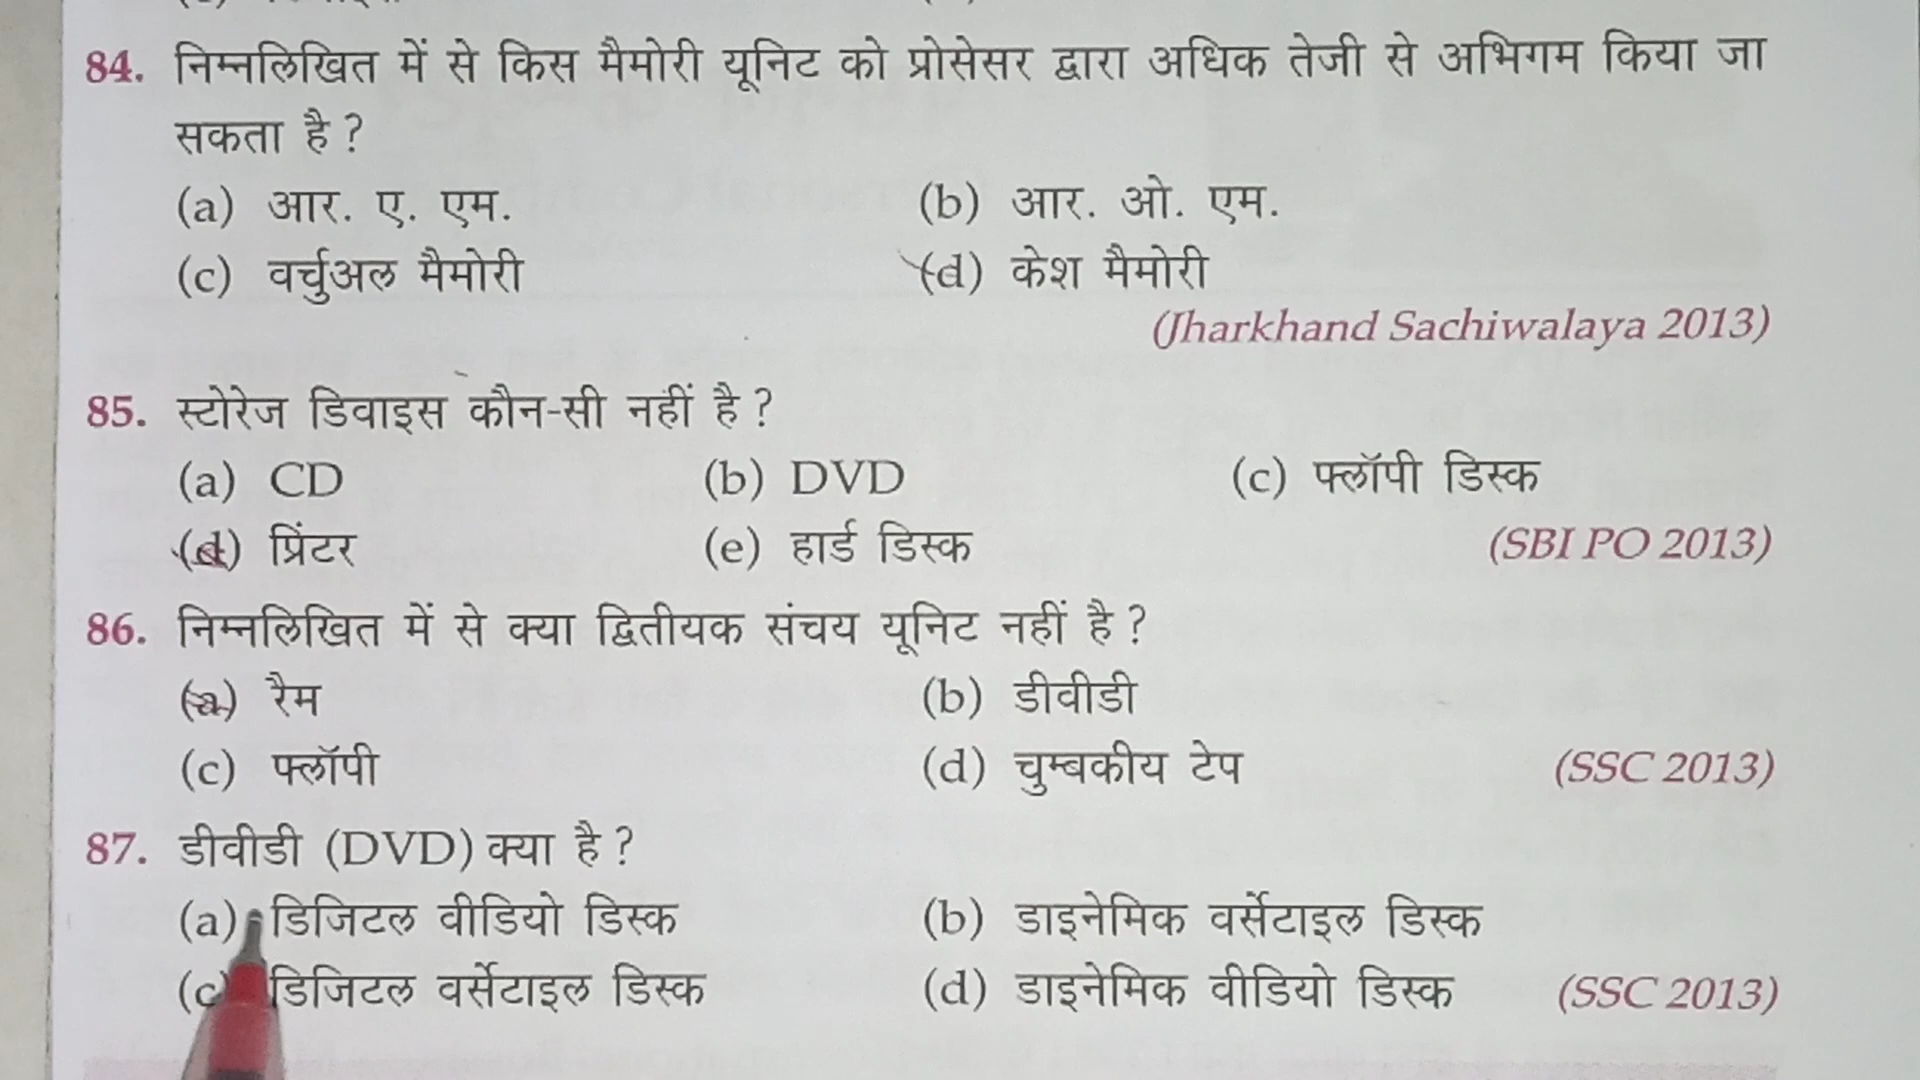 84. निम्नलिखित में से किस मैमोरी यूनिट को प्रोसेसर द्वारा अधिक तेजी से अभिगम किया जा
सकता है ?
(a) आर. ए. एम. (b) आर. ओ. एम.
(c) वर्चुअल मैमोरी (d) केश मैमोरी
(Jharkhand Sachiwalaya 2013)
85. स्टोरेज डिवाइस कौन-सी नहीं है ?
(a) CD (b) DVD (c) फ्लॉपी डिस्क
(d) प्रिंटर (e) हार्ड डिस्क (SBI PO 2013)
86. निम्नलिखित में से क्या द्वितीयक संचय यूनिट नहीं है ?
(a) रैम (b) डीवीडी
(c) फ्लॉपी (d) चुम्बकीय टेप (SSC 2013)
87. डीवीडी (DVD) क्या है ?
(a) डिजिटल वीडियो डिस्क (b) डाइनेमिक वर्सेटाइल डिस्क
(c) डिजिटल वर्सेटाइल डिस्क (d) डाइनेमिक वीडियो डिस्क (SSC 2013)